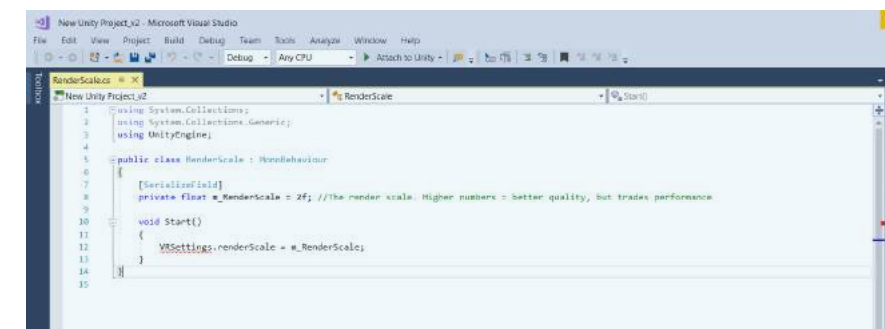 New Unity Project_v2 - Microsoft Visual Studio
File Edit View Project Build Debug Team Tools Analyze Window Help
Debug Any CPU Attach to Unity
Toolbox
RenderScale.cs
New Unity Project_v2 RenderScale Start()
1 using System.Collections;
2 using System.Collections.Generic;
3 using UnityEngine;
4
5 public class RenderScale : MonoBehaviour
6 {
7 [SerializeField]
8 private float m_RenderScale = 2f; //The render scale. Higher numbers = better quality, but trades performance
9
10 void Start()
11 {
12 VRSettings.renderScale = m_RenderScale;
13 }
14 }
15